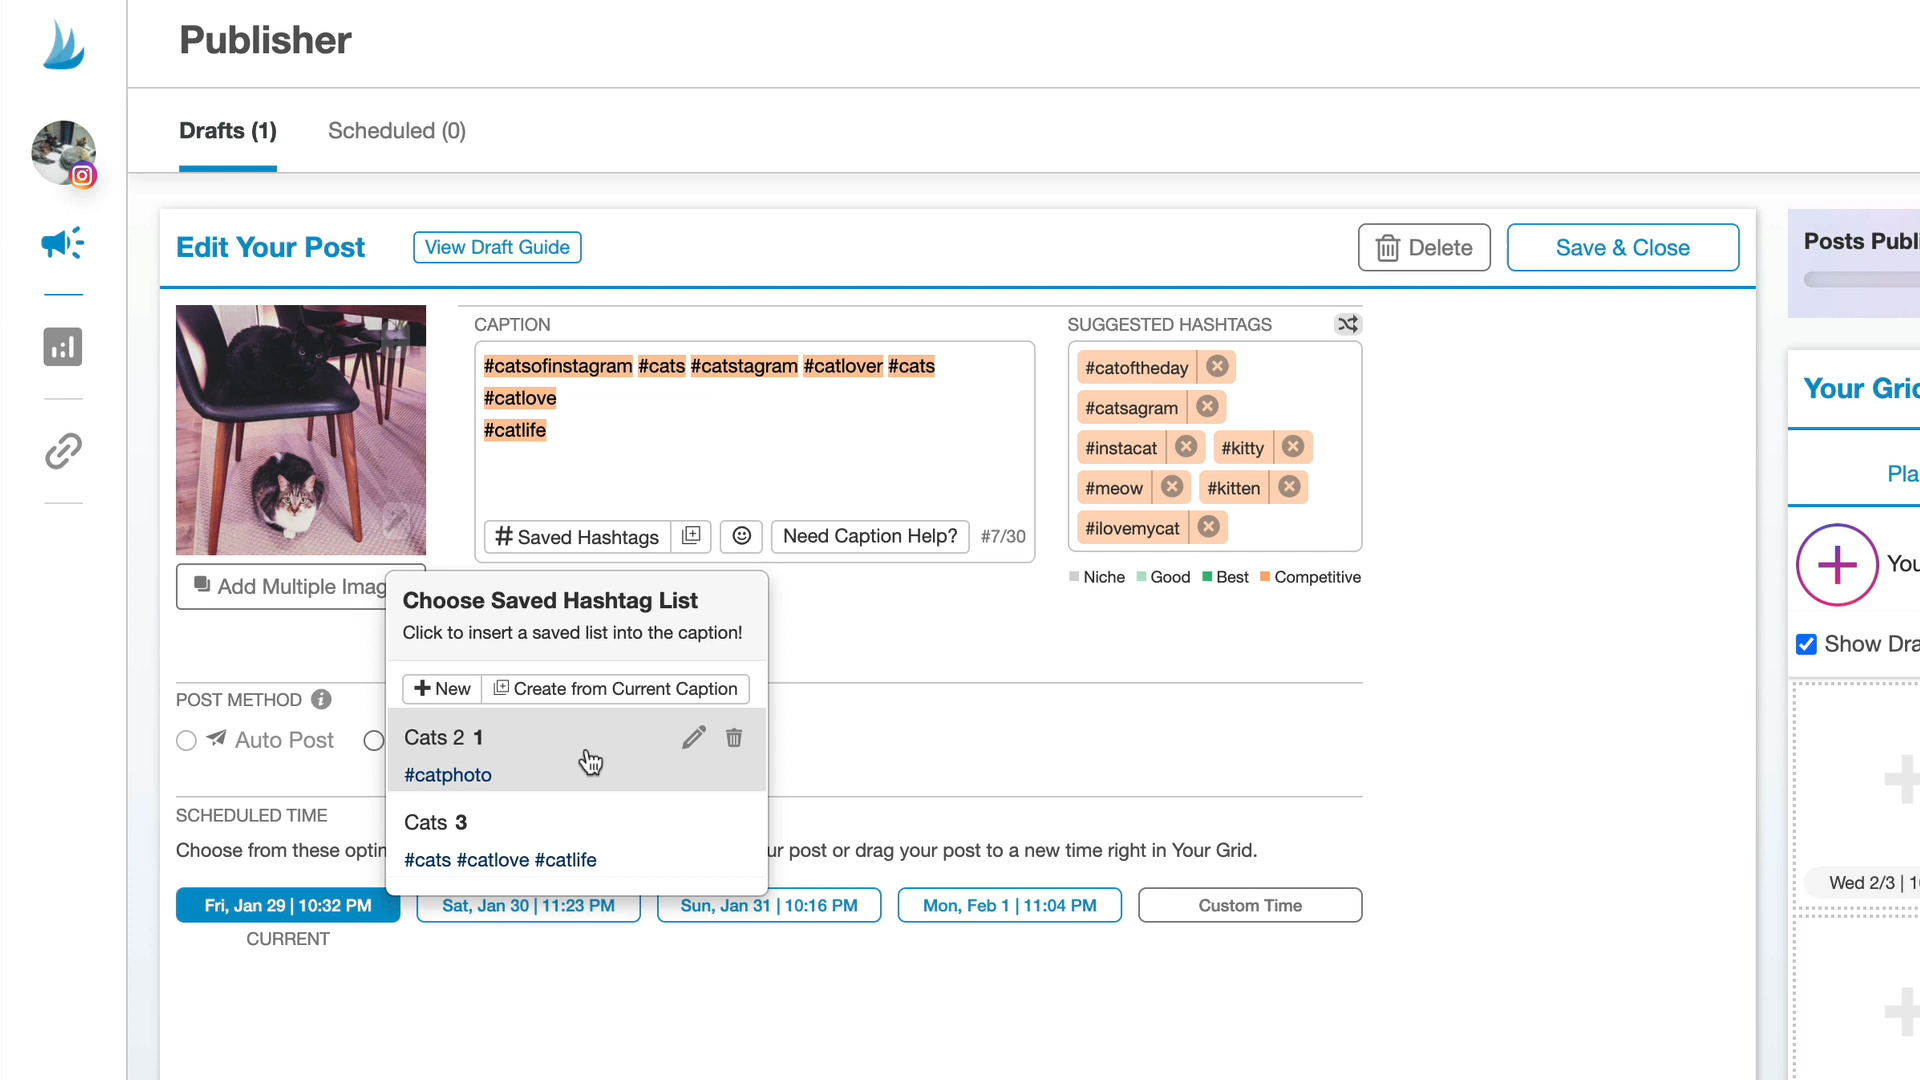 Publisher
Drafts (1)
Scheduled (0)
Edit Your Post
View Draft Guide
Delete
Save & Close
CAPTION
#catsofinstagram #cats #catstagram #catlover #cats
#catlove
#catlife
# Saved Hashtags
Need Caption Help?
#7/30
SUGGESTED HASHTAGS
#catoftheday
#catsagram
#instacat
#kitty
#meow
#kitten
#ilovemycat
Niche
Good
Best
Competitive
Add Multiple Imag
Choose Saved Hashtag List
Click to insert a saved list into the caption!
New
Create from Current Caption
Cats 2 1
#catphoto
Cats 3
#cats #catlove #catlife
POST METHOD
Auto Post
SCHEDULED TIME
Choose from these optin
ur post or drag your post to a new time right in Your Grid.
Fri, Jan 29 | 10:32 PM
Sat, Jan 30 | 11:23 PM
Sun, Jan 31 | 10:16 PM
Mon, Feb 1 | 11:04 PM
Custom Time
CURRENT
Posts Publi
Your Grid
Pla
You
Show Dra
Wed 2/3 | 10